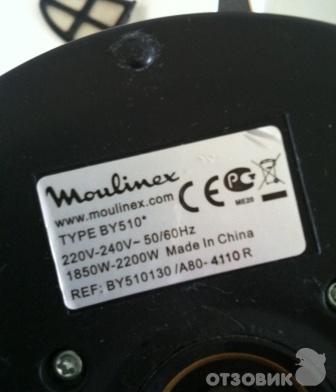 Moulinex
www.moulinex.com
TYPE BY510*
220V-240V~ 50/60Hz
1850W-2200W Made In China
REF: BY510130 /A80- 4110 R
CE
PG
ME20
ОТЗОВИК